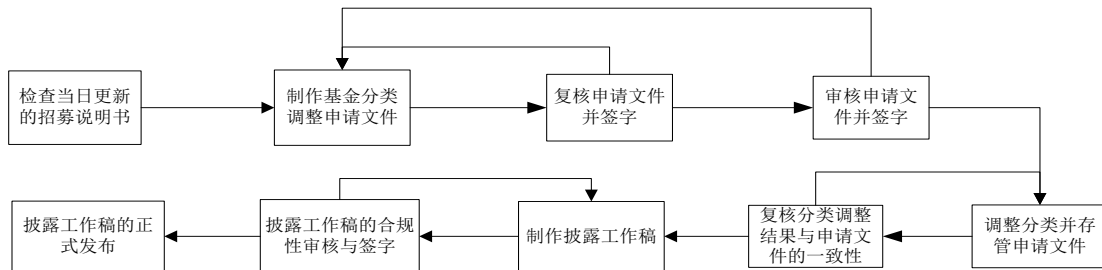 检查当日更新
的招募说明书
制作基金分类
调整申请文件
复核申请文件
并签字
审核申请文
件并签字
披露工作稿的正
式发布
披露工作稿的合规
性审核与签字
制作披露工作稿
复核分类调整
结果与申请文
件的一致性
调整分类并存
管申请文件